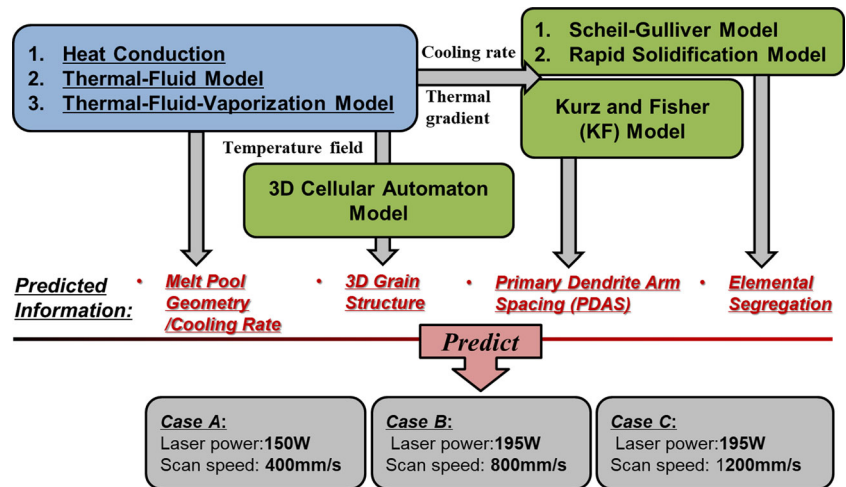 1. Heat Conduction
2. Thermal-Fluid Model
3. Thermal-Fluid-Vaporization Model
Cooling rate
Thermal
gradient
1. Scheil-Gulliver Model
2. Rapid Solidification Model
Kurz and Fisher
(KF) Model
Temperature field
3D Cellular Automaton
Model
Predicted
Information:
• Melt Pool
Geometry
/Cooling Rate
• 3D Grain
Structure
• Primary Dendrite Arm
Spacing (PDAS)
• Elemental
Segregation
Predict
Case A:
Laser power:150W
Scan speed: 400mm/s
Case B:
Laser power:195W
Scan speed: 800mm/s
Case C:
Laser power:195W
Scan speed: 1200mm/s